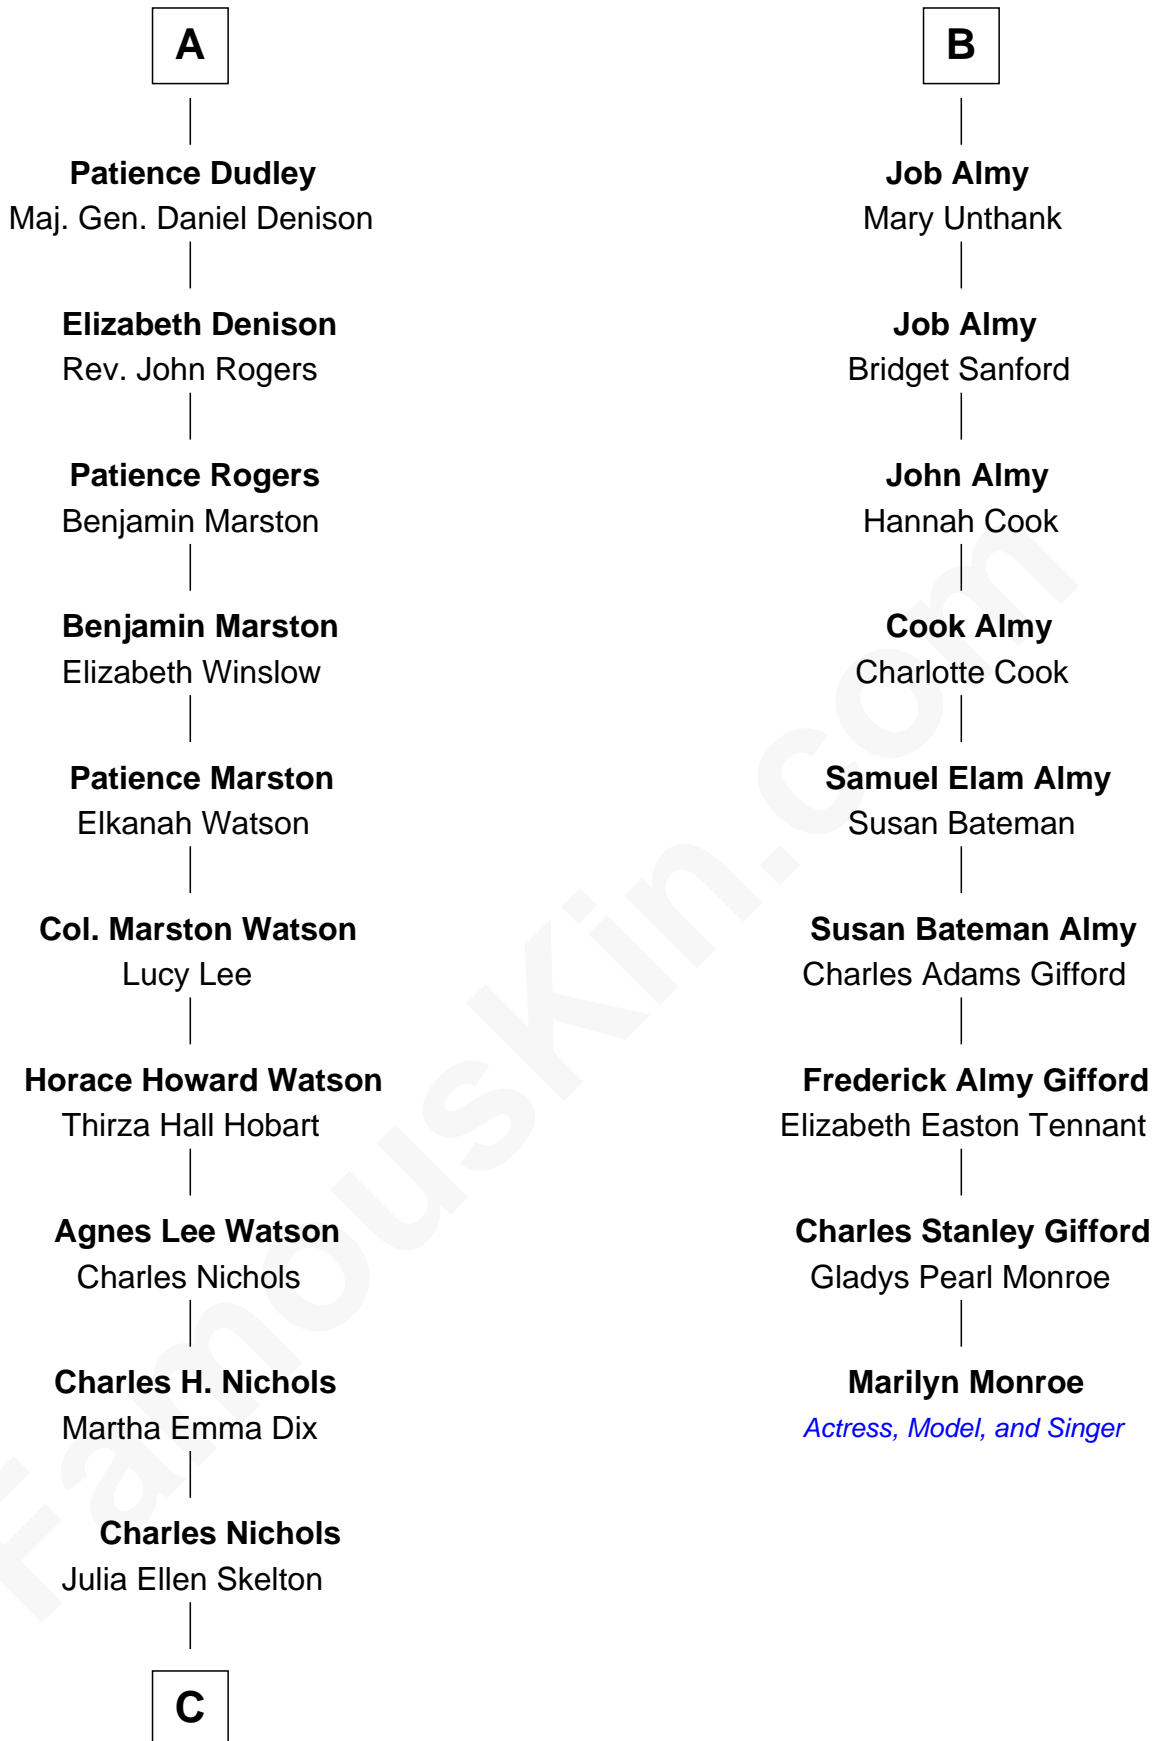 A
Patience Dudley
Maj. Gen. Daniel Denison
Elizabeth Denison
Rev. John Rogers
Patience Rogers
Benjamin Marston
Benjamin Marston
Elizabeth Winslow
Patience Marston
Elkanah Watson
Col. Marston Watson
Lucy Lee
Horace Howard Watson
Thirza Hall Hobart
Agnes Lee Watson
Charles Nichols
Charles H. Nichols
Martha Emma Dix
Charles Nichols
Julia Ellen Skelton
C
B
Job Almy
Mary Unthank
Job Almy
Bridget Sanford
John Almy
Hannah Cook
Cook Almy
Charlotte Cook
Samuel Elam Almy
Susan Bateman
Susan Bateman Almy
Charles Adams Gifford
Frederick Almy Gifford
Elizabeth Easton Tennant
Charles Stanley Gifford
Gladys Pearl Monroe
Marilyn Monroe
Actress, Model, and Singer
FamousKin.com